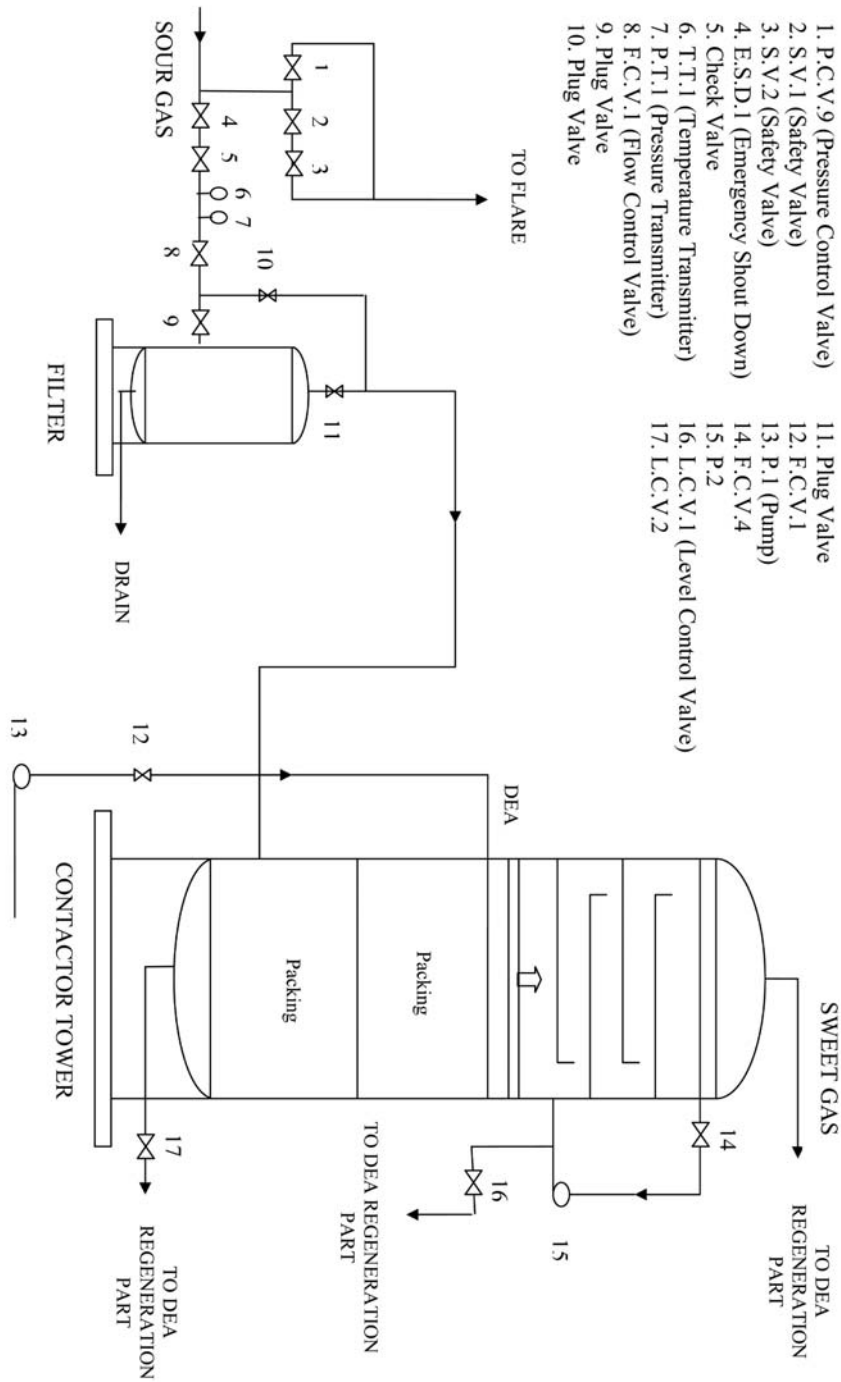 1. P.C.V.9 (Pressure Control Valve)
2. S.V.1 (Safety Valve)
3. S.V.2 (Safety Valve)
4. E.S.D.1 (Emergency Shout Down)
5. Check Valve
6. T.T.1 (Temperature Transmitter)
7. P.T.1 (Pressure Transmitter)
8. F.C.V.1 (Flow Control Valve)
9. Plug Valve
10. Plug Valve
11. Plug Valve
12. F.C.V.1
13. P.1 (Pump)
14. F.C.V.4
15. P.2
16. L.C.V.1 (Level Control Valve)
17. L.C.V.2
TO FLARE
1
2
3
SOUR GAS
4
5
6
7
8
9
10
11
FILTER
DRAIN
12
13
DEA
Packing
Packing
CONTACTOR TOWER
SWEET GAS
TO DEA
REGENERATION
PART
14
15
16
TO DEA REGENERATION
PART
17
TO DEA
REGENERATION
PART